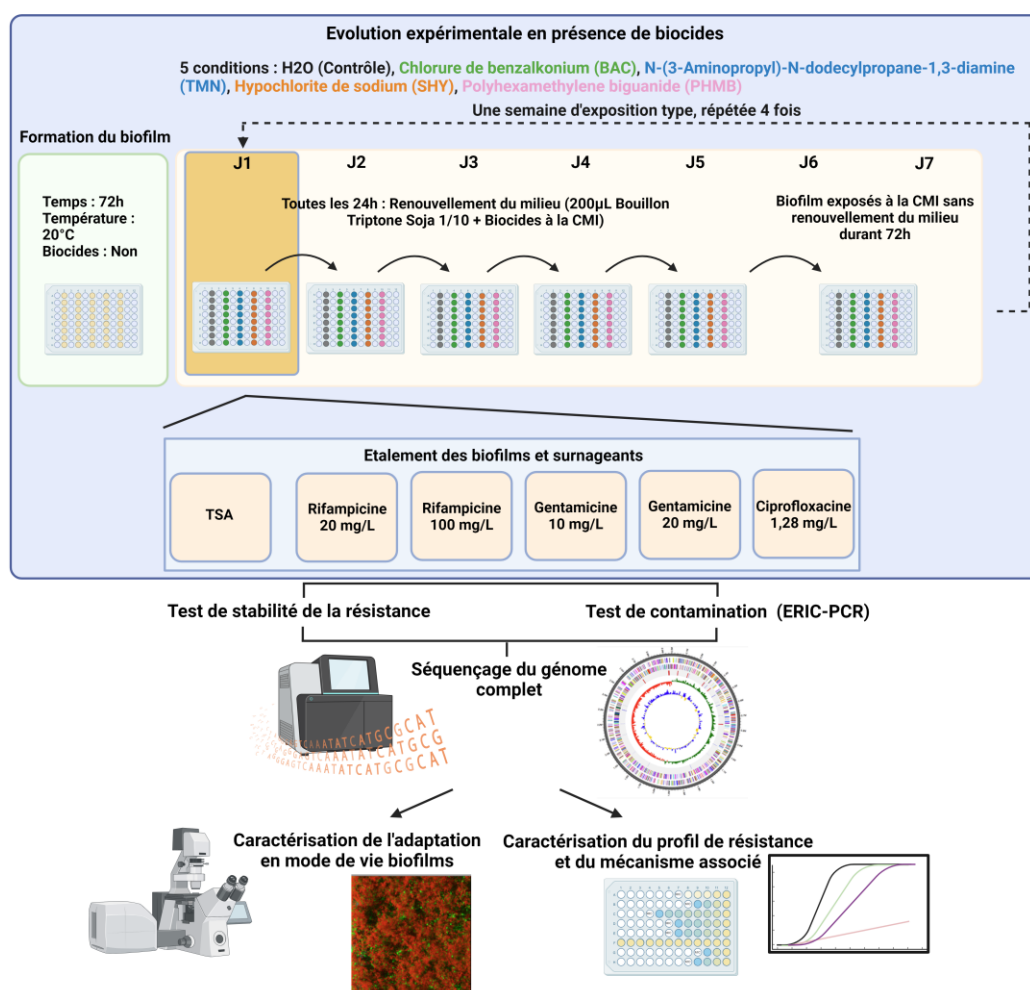 Evolution expérimentale en présence de biocides
5 conditions : H2O (Contrôle), Chlorure de benzalkonium (BAC), N-(3-Aminopropyl)-N-dodecylpropane-1,3-diamine
(TMN), Hypochlorite de sodium (SHY), Polyhexamethylene biguanide (PHMB)
Une semaine d'exposition type, répétée 4 fois
Formation du biofilm
J1 J2 J3 J4 J5 J6 J7
Temps : 72h
Température :
20°C
Biocides : Non
Toutes les 24h : Renouvellement du milieu (200µL Bouillon
Triptone Soja 1/10 + Biocides à la CMI)
Biofilm exposés à la CMI sans
renouvellement du milieu
durant 72h
Etalement des biofilms et surnageants
TSA
Rifampicine
20 mg/L
Rifampicine
100 mg/L
Gentamicine
10 mg/L
Gentamicine
20 mg/L
Ciprofloxacine
1,28 mg/L
Test de stabilité de la résistance
Test de contamination (ERIC-PCR)
Séquençage du génome
complet
Caractérisation de l'adaptation
en mode de vie biofilms
Caractérisation du profil de résistance
et du mécanisme associé